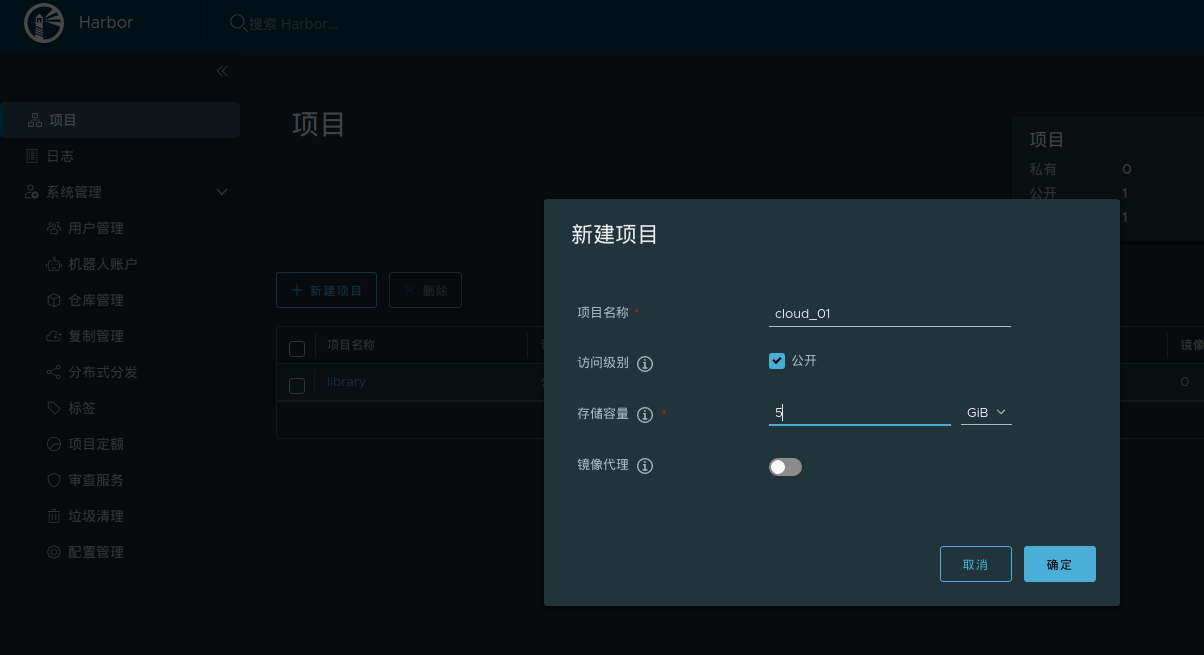 Harbor
搜索 Harbor...
项目
日志
系统管理
用户管理
机器人账户
仓库管理
复制管理
分布式分发
标签
项目定额
审查服务
垃圾清理
配置管理
项目
项目
私有 0
公开 1
1
新建项目
删除
项目名称
镜像
library
0
新建项目
项目名称 *
cloud_01
访问级别
公开
存储容量 *
5
GiB
镜像代理
取消
确定